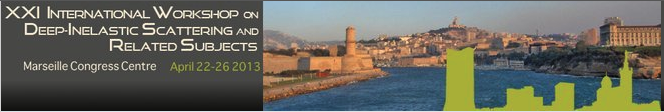 XXI International Workshop on
Deep-Inelastic Scattering and
Related Subjects
Marseille Congress Centre April 22-26 2013